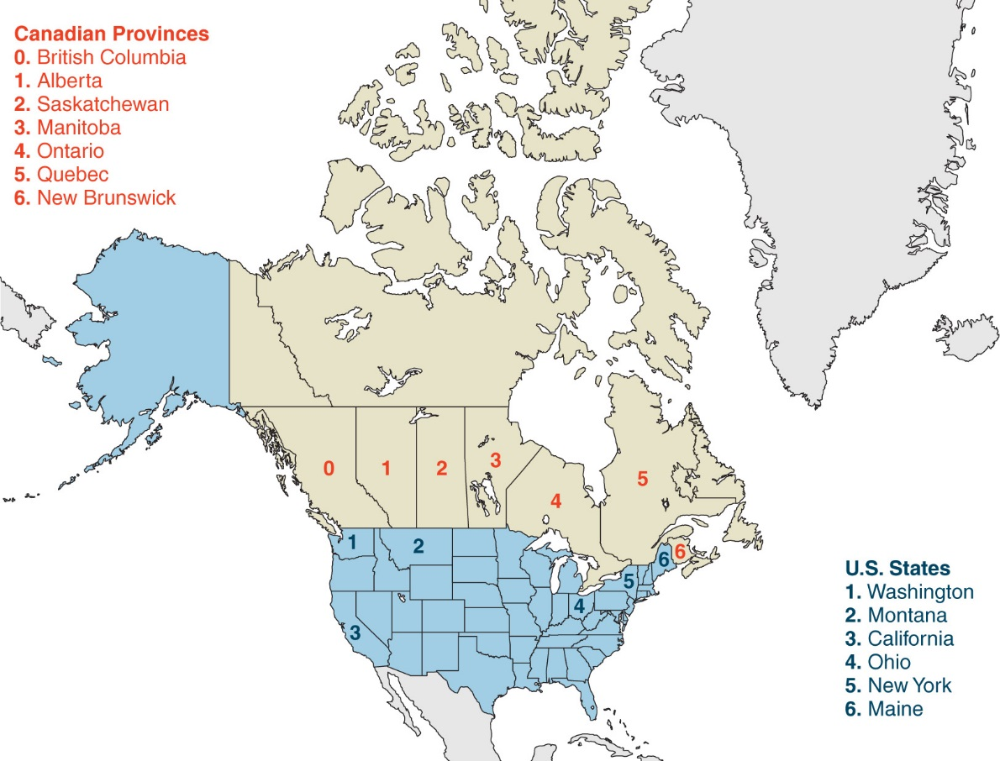 Canadian Provinces
0. British Columbia
1. Alberta
2. Saskatchewan
3. Manitoba
4. Ontario
5. Quebec
6. New Brunswick
0
1
2
3
4
5
6
1
2
3
4
5
6
U.S. States
1. Washington
2. Montana
3. California
4. Ohio
5. New York
6. Maine